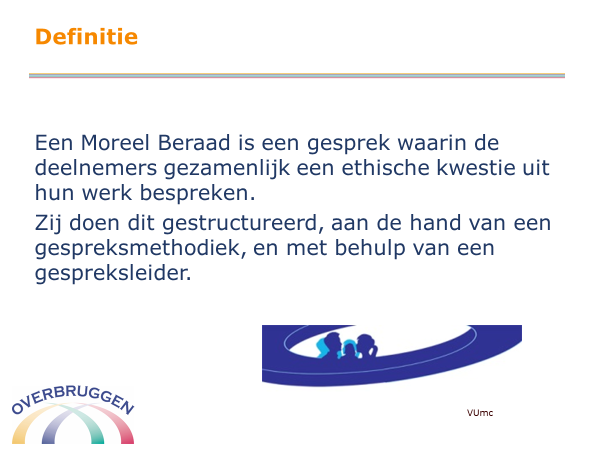 Definitie
Een Moreel Beraad is een gesprek waarin de
deelnemers gezamenlijk een ethische kwestie uit
hun werk bespreken.
Zij doen dit gestructureerd, aan de hand van een
gespreksmethodiek, en met behulp van een
gespreksleider.
OVERBRUGGEN
VUmc